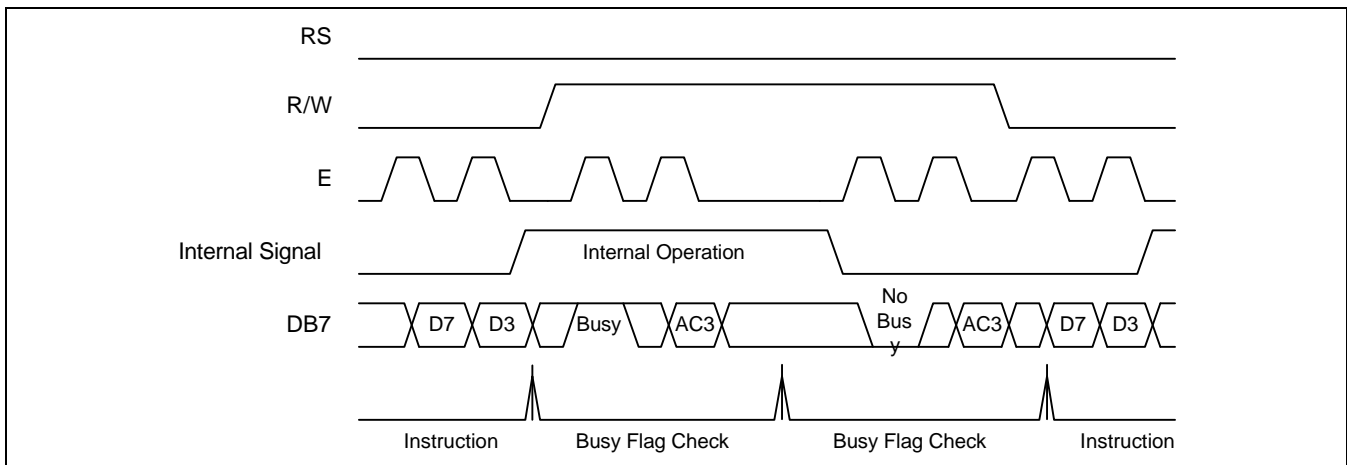 RS
R/W
E
Internal Signal
Internal Operation
DB7
D7
D3
Busy
AC3
No
Bus
y
AC3
D7
D3
Instruction
Busy Flag Check
Busy Flag Check
Instruction